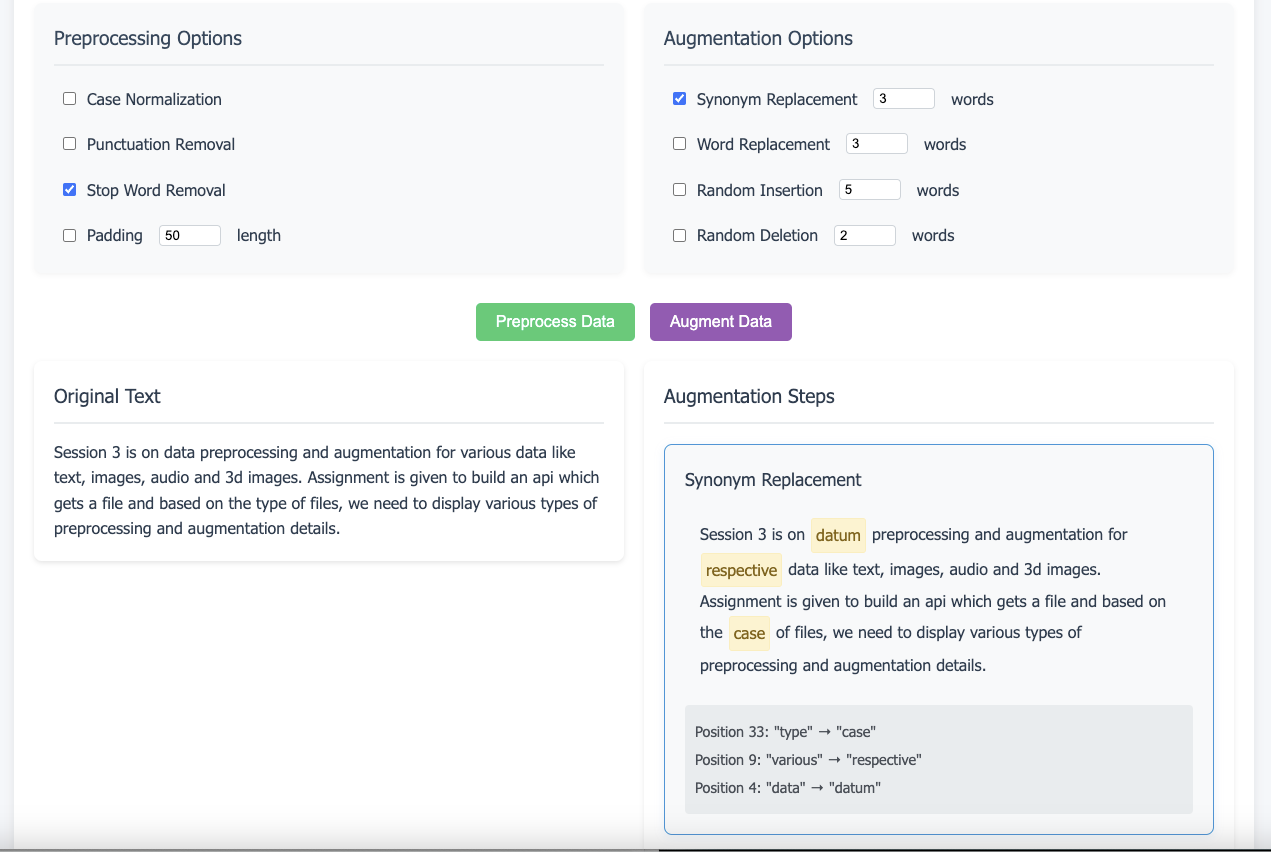 Preprocessing Options
Case Normalization
Punctuation Removal
Stop Word Removal
Padding 50 length
Augmentation Options
Synonym Replacement 3 words
Word Replacement 3 words
Random Insertion 5 words
Random Deletion 2 words
Preprocess Data
Augment Data
Original Text
Session 3 is on data preprocessing and augmentation for various data like
text, images, audio and 3d images. Assignment is given to build an api which
gets a file and based on the type of files, we need to display various types of
preprocessing and augmentation details.
Augmentation Steps
Synonym Replacement
Session 3 is on datum preprocessing and augmentation for
respective data like text, images, audio and 3d images.
Assignment is given to build an api which gets a file and based on
the case of files, we need to display various types of
preprocessing and augmentation details.
Position 33: "type" → "case"
Position 9: "various" → "respective"
Position 4: "data" → "datum"